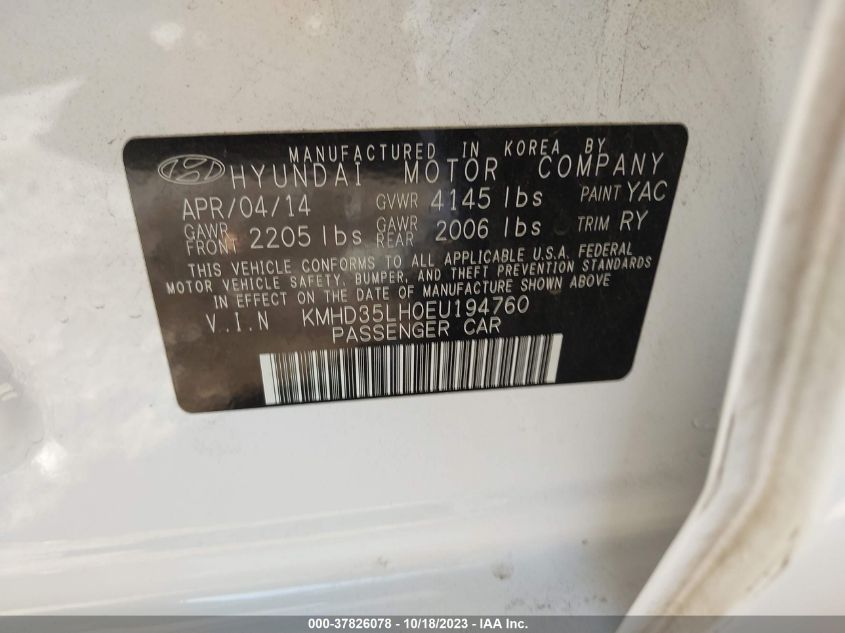 MANUFACTURED IN KOREA BY
HYUNDAI MOTOR COMPANY
APR/04/14 GVWR 4145 lbs PAINT YAC
GAWR FRONT 2205 lbs GAWR REAR 2006 lbs TRIM RY
THIS VEHICLE CONFORMS TO ALL APPLICABLE U.S.A. FEDERAL
MOTOR VEHICLE SAFETY, BUMPER, AND THEFT PREVENTION STANDARDS
IN EFFECT ON THE DATE OF MANUFACTURE SHOWN ABOVE
V.I.N KMHD35LH0EU194760
PASSENGER CAR
000-37826078 - 10/18/2023 - IAA Inc.